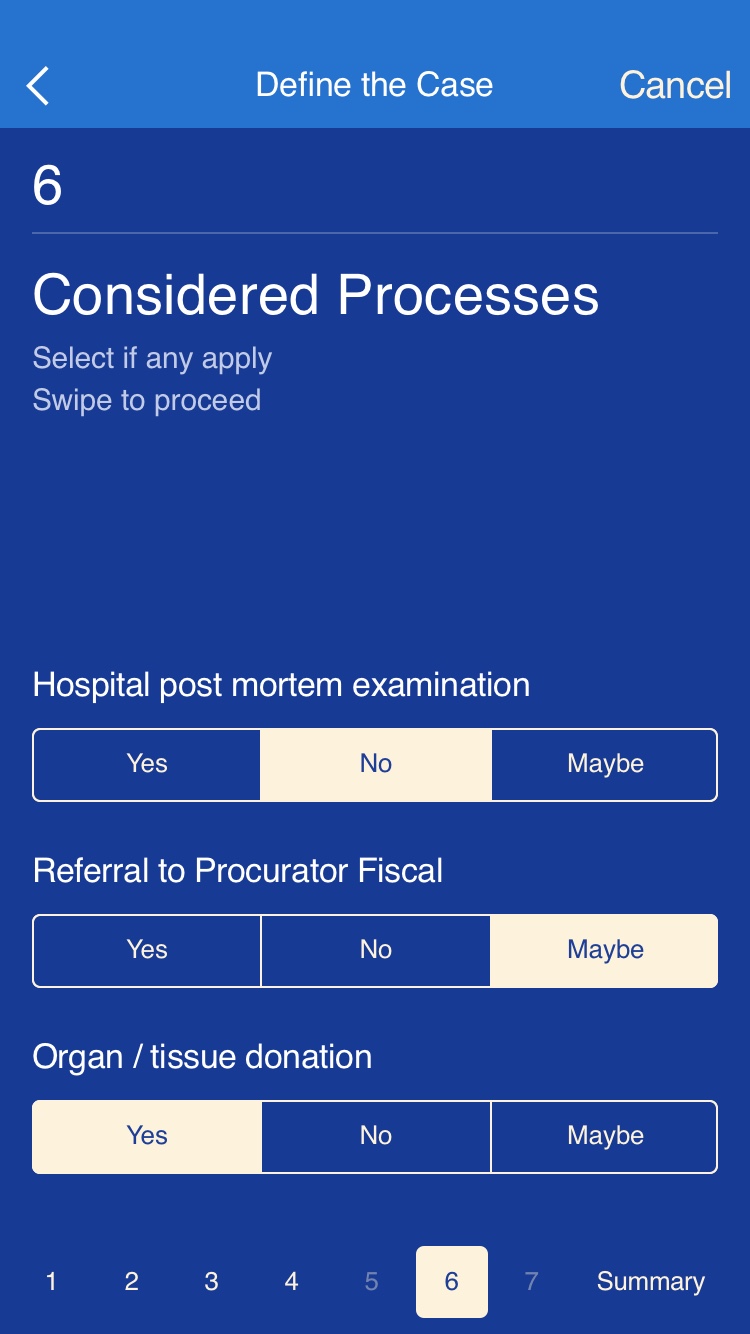 Define the Case Cancel
6
Considered Processes
Select if any apply
Swipe to proceed
Hospital post mortem examination
Yes No Maybe
Referral to Procurator Fiscal
Yes No Maybe
Organ / tissue donation
Yes No Maybe
1 2 3 4 5 6 7 Summary